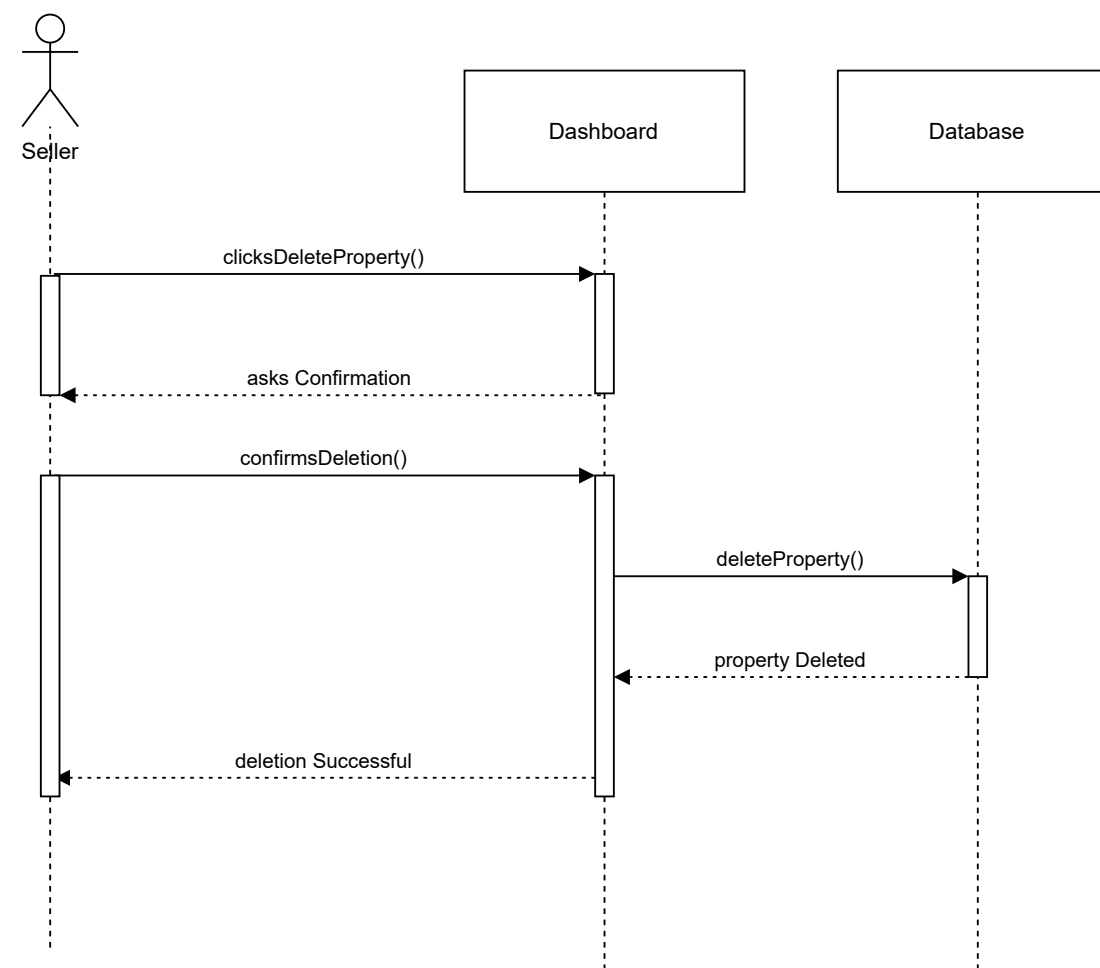 Seller
Dashboard
Database
clicksDeleteProperty()
asks Confirmation
confirmsDeletion()
deleteProperty()
property Deleted
deletion Successful